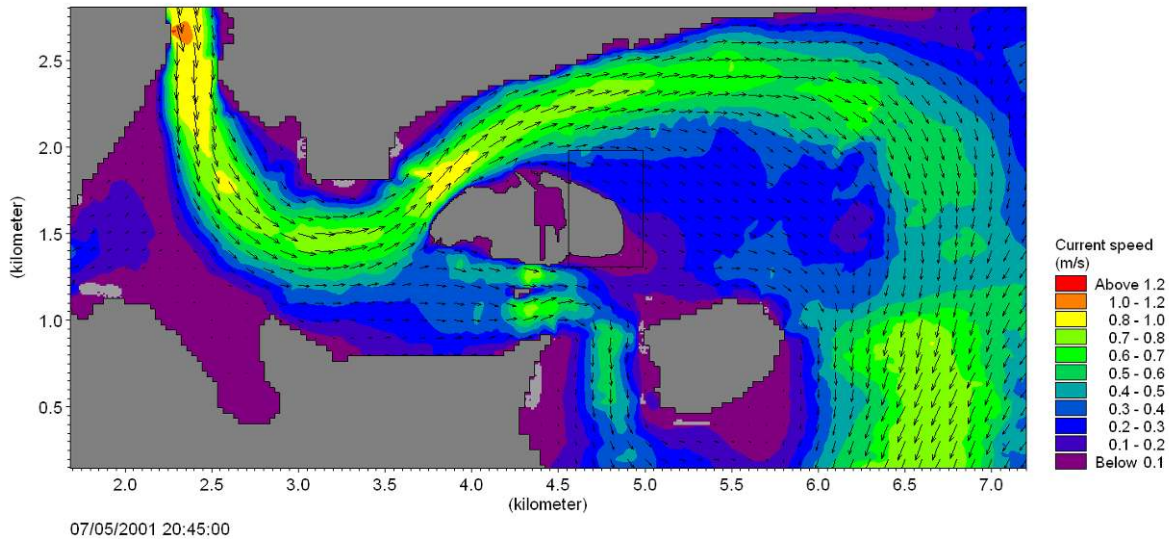 2.5
2.0
1.5
1.0
0.5
(kilometer)
2.0 2.5 3.0 3.5 4.0 4.5 5.0 5.5 6.0 6.5 7.0
(kilometer)
07/05/2001 20:45:00
Current speed
(m/s)
Above 1.2
1.0 - 1.2
0.8 - 1.0
0.7 - 0.8
0.6 - 0.7
0.5 - 0.6
0.4 - 0.5
0.3 - 0.4
0.2 - 0.3
0.1 - 0.2
Below 0.1